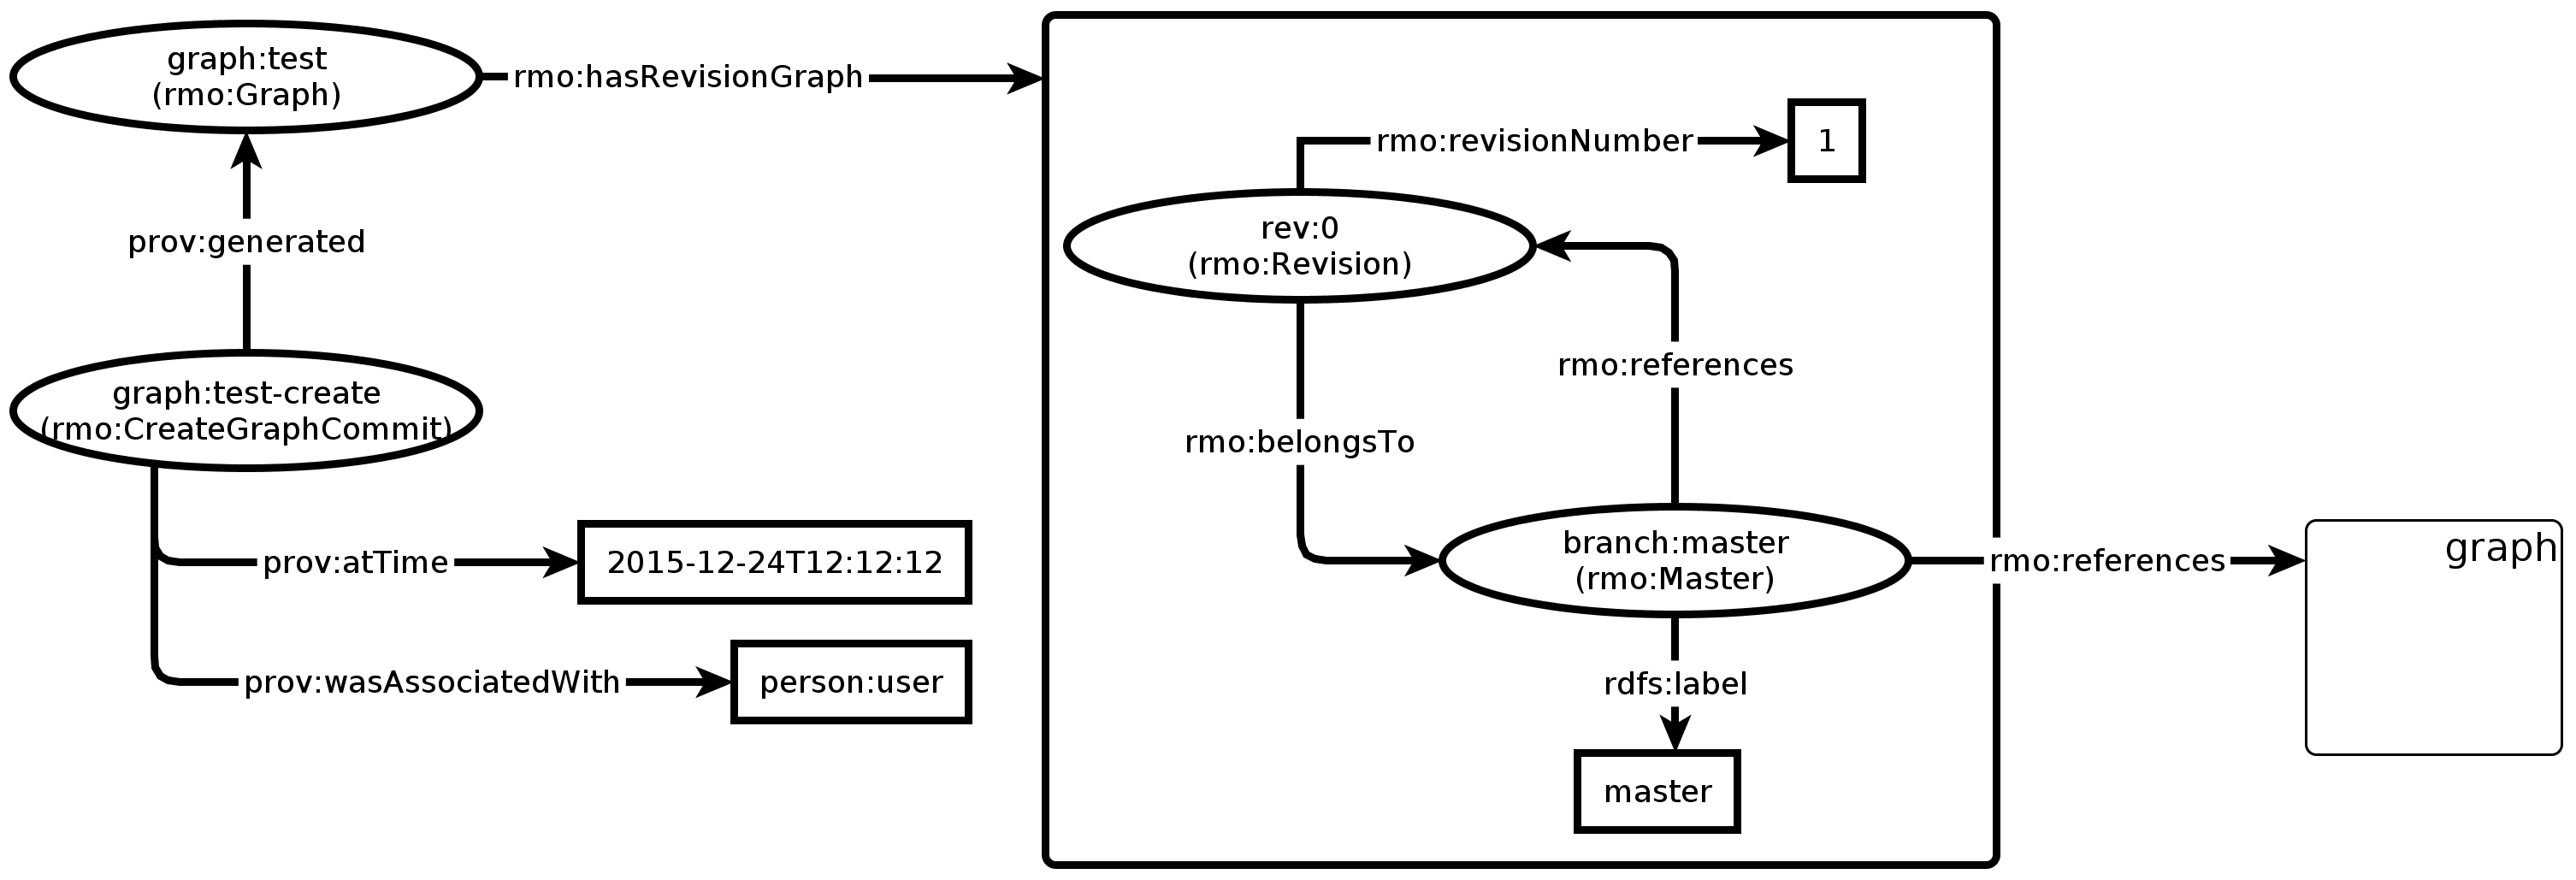 graph:test
(rmo:Graph)
rmo:hasRevisionGraph
prov:generated
graph:test-create
(rmo:CreateGraphCommit)
prov:atTime
2015-12-24T12:12:12
prov:wasAssociatedWith
person:user
rmo:revisionNumber
1
rev:0
(rmo:Revision)
rmo:references
rmo:belongsTo
branch:master
(rmo:Master)
rmo:references
graph
rdfs:label
master